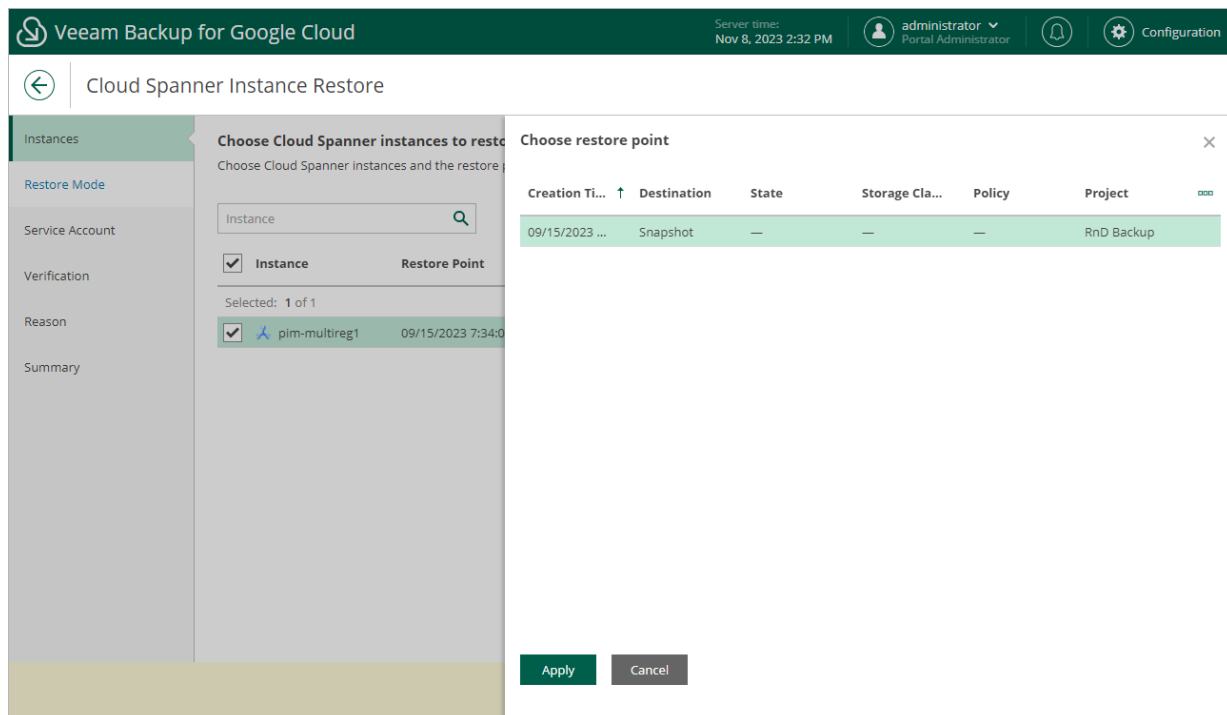 Veeam Backup for Google Cloud
Server time:
Nov 8, 2023 2:32 PM
administrator
Portal Administrator
Configuration
Cloud Spanner Instance Restore
Instances
Restore Mode
Service Account
Verification
Reason
Summary
Choose Cloud Spanner instances to resto
Choose Cloud Spanner instances and the restore
Instance
Instance Restore Point
Selected: 1 of 1
pim-multireg1 09/15/2023 7:34:0
Choose restore point
Creation Ti... Destination State Storage Cla... Policy Project
09/15/2023 ... Snapshot — — — RnD Backup
Apply Cancel